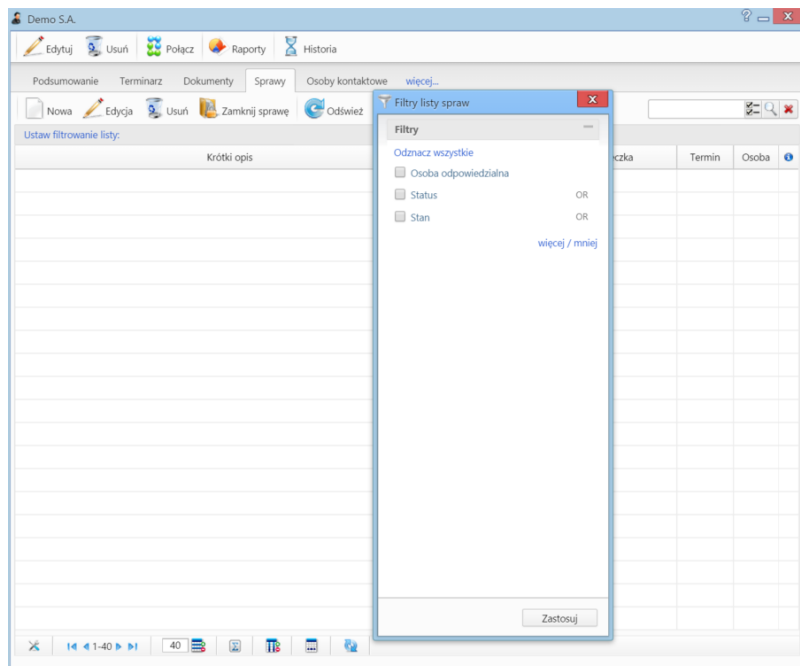 Demo S.A.
Edytuj Usuń Połącz Raporty Historia
Podsumowanie Terminarz Dokumenty Sprawy Osoby kontaktowe więcej...
Nowa Edycja Usuń Zamknij sprawę Odśwież
Ustaw filtrowanie listy:
Krótki opis Termin Osoba
Filtry listy spraw
Filtry
Odznacz wszystkie
Osoba odpowiedzialna
Status OR
Stan OR
więcej / mniej
Zastosuj
1-40 40